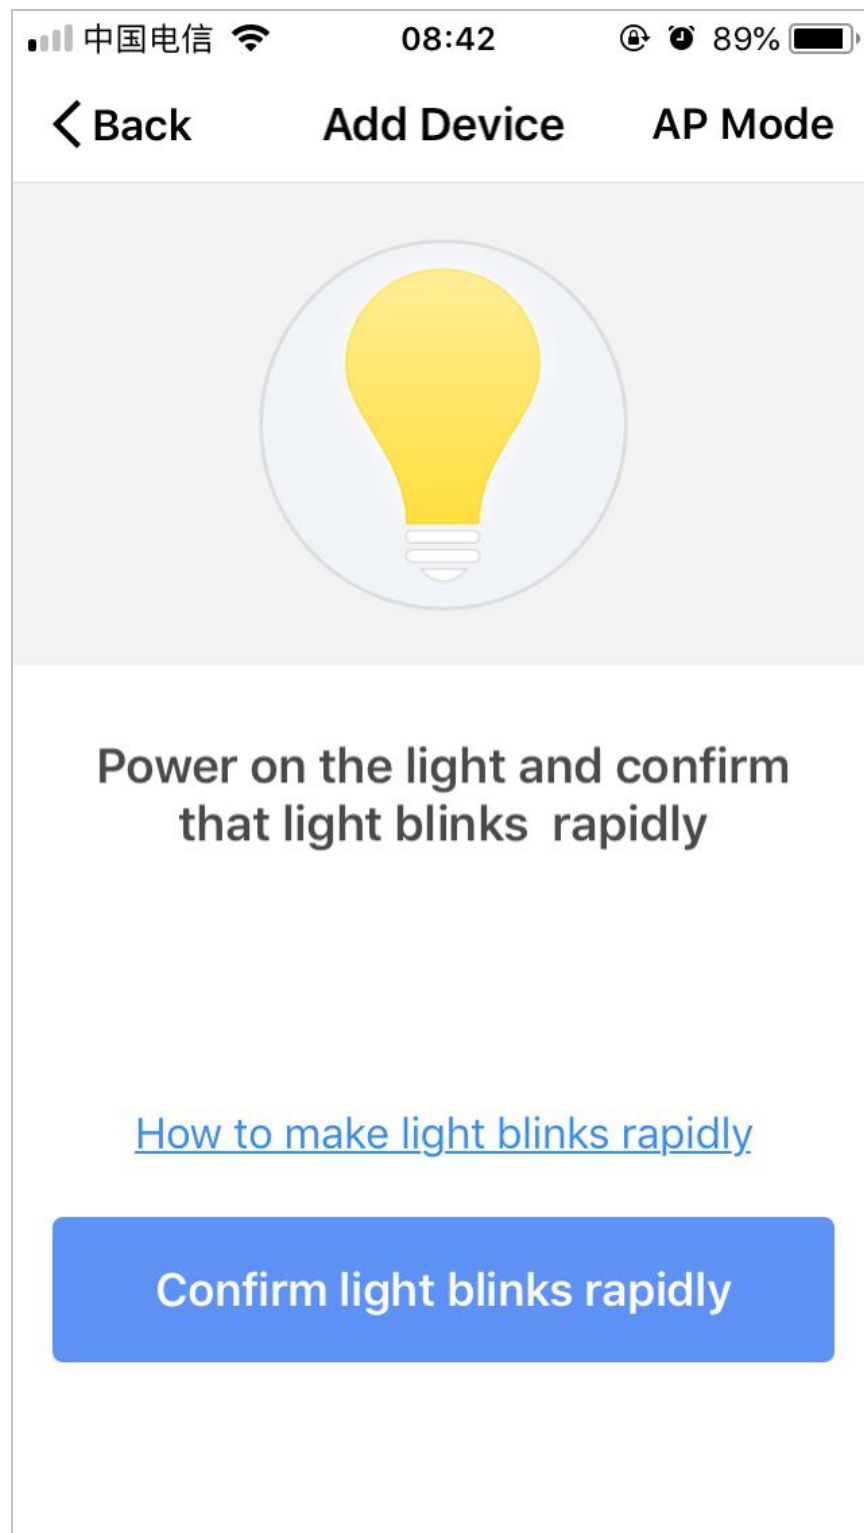 中国电信 08:42 89%
Back Add Device AP Mode
Power on the light and confirm
that light blinks rapidly
How to make light blinks rapidly
Confirm light blinks rapidly